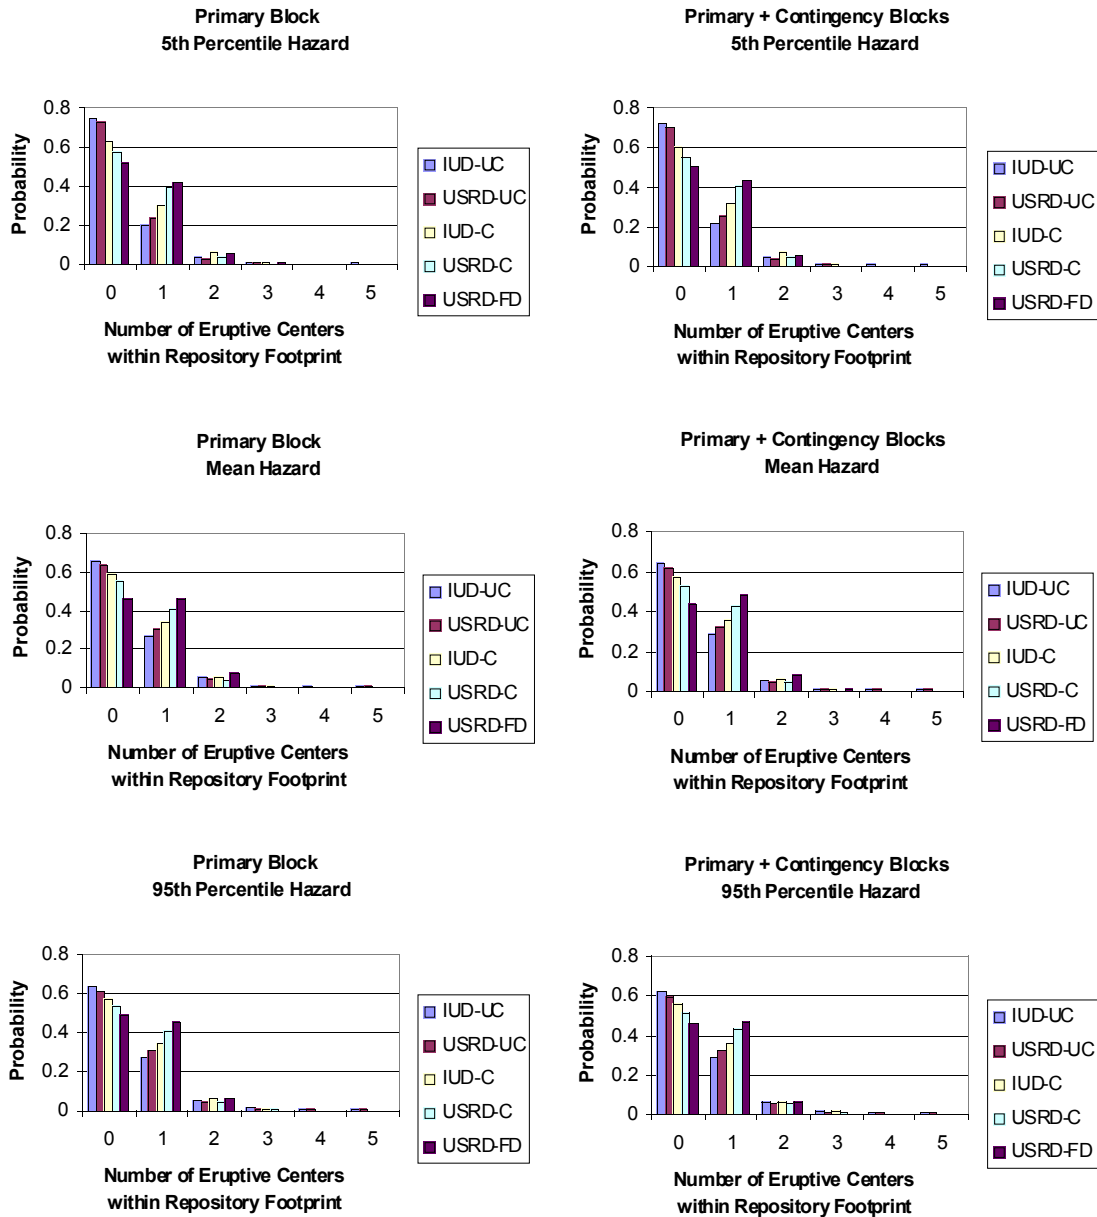 Primary Block
5th Percentile Hazard
Probability
0.8
0.6
0.4
0.2
0
0 1 2 3 4 5
Number of Eruptive Centers
within Repository Footprint
IUD-UC
USRD-UC
IUD-C
USRD-C
USRD-FD
Primary + Contingency Blocks
5th Percentile Hazard
Probability
0.8
0.6
0.4
0.2
0
0 1 2 3 4 5
Number of Eruptive Centers
within Repository Footprint
IUD-UC
USRD-UC
IUD-C
USRD-C
USRD-FD
Primary Block
Mean Hazard
Probability
0.8
0.6
0.4
0.2
0
0 1 2 3 4 5
Number of Eruptive Centers
within Repository Footprint
IUD-UC
USRD-UC
IUD-C
USRD-C
USRD-FD
Primary + Contingency Blocks
Mean Hazard
Probability
0.8
0.6
0.4
0.2
0
0 1 2 3 4 5
Number of Eruptive Centers
within Repository Footprint
IUD-UC
USRD-UC
IUD-C
USRD-C
USRD-FD
Primary Block
95th Percentile Hazard
Probability
0.8
0.6
0.4
0.2
0
0 1 2 3 4 5
Number of Eruptive Centers
within Repository Footprint
IUD-UC
USRD-UC
IUD-C
USRD-C
USRD-FD
Primary + Contingency Blocks
95th Percentile Hazard
Probability
0.8
0.6
0.4
0.2
0
0 1 2 3 4 5
Number of Eruptive Centers
within Repository Footprint
IUD-UC
USRD-UC
IUD-C
USRD-C
USRD-FD